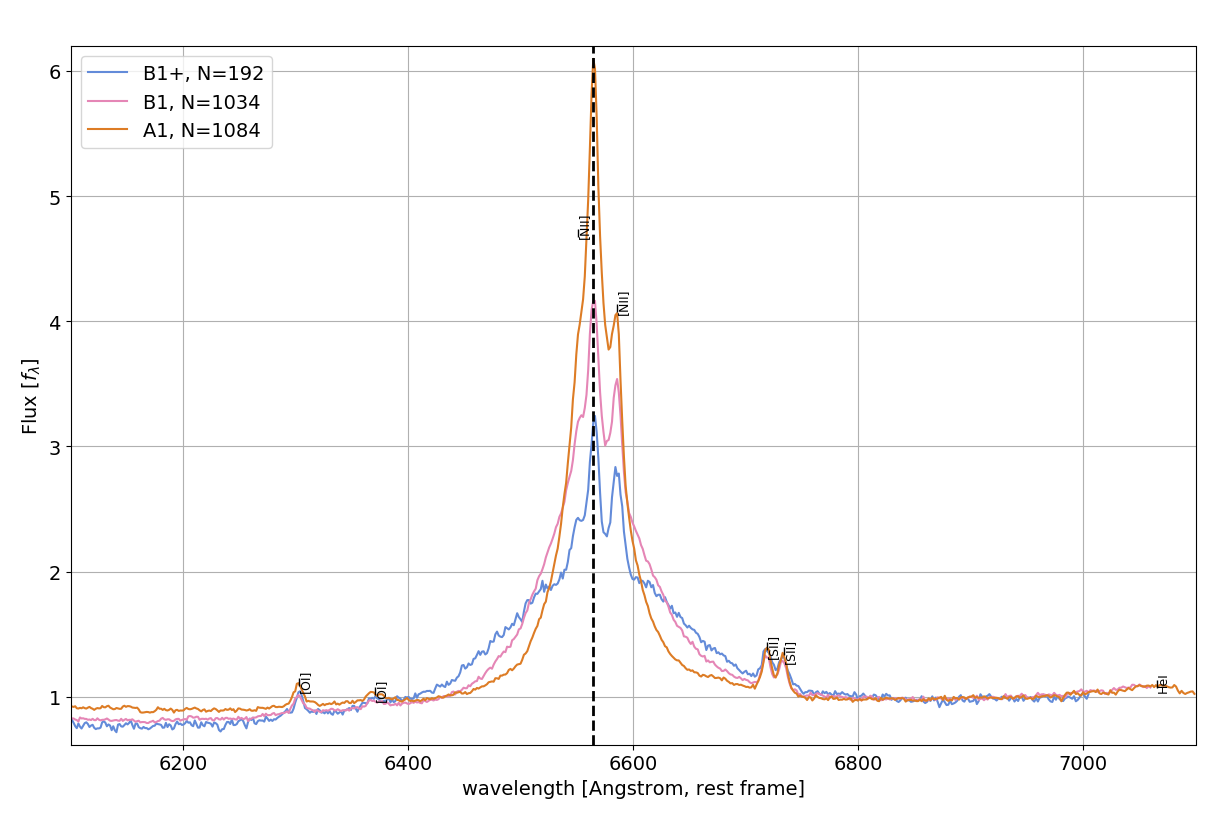 B1+, N=192
B1, N=1034
A1, N=1084
6
5
4
3
2
1
Flux [fλ]
[NII]
[NII]
[OI]
[OI]
[SII]
[SII]
HeI
6200
6400
6600
6800
7000
wavelength [Angstrom, rest frame]